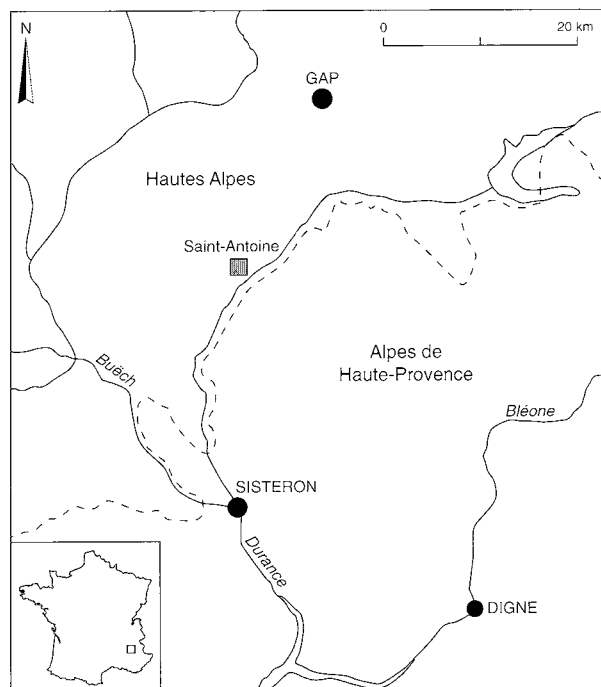 N
0 20 km
GAP
Hautes Alpes
Saint-Antoine
Alpes de
Haute-Provence
Buëch
Bléone
SISTERON
Durance
DIGNE